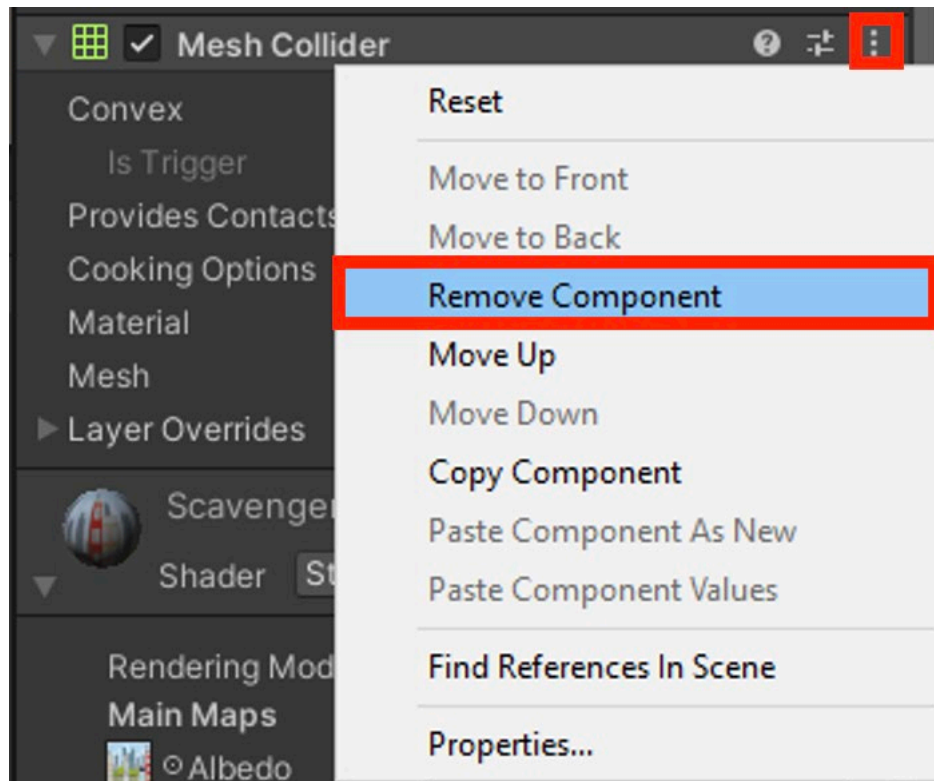 Mesh Collider
Convex
Is Trigger
Provides Contacts
Cooking Options
Material
Mesh
Layer Overrides
Scavenger
Shader St
Rendering Mod
Main Maps
Albedo
Reset
Move to Front
Move to Back
Remove Component
Move Up
Move Down
Copy Component
Paste Component As New
Paste Component Values
Find References In Scene
Properties...